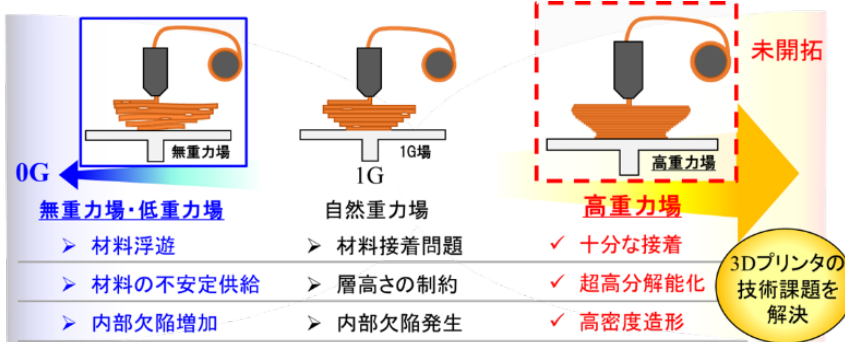 未開拓
無重力場
1G場
高重力場
0G
1G
無重力場・低重力場
自然重力場
高重力場
➢ 材料浮遊
➢ 材料接着問題
✓ 十分な接着
➢ 材料の不安定供給
➢ 層高さの制約
✓ 超高分解能化
➢ 内部欠陥増加
➢ 内部欠陥発生
✓ 高密度造形
3Dプリンタの
技術課題を
解決